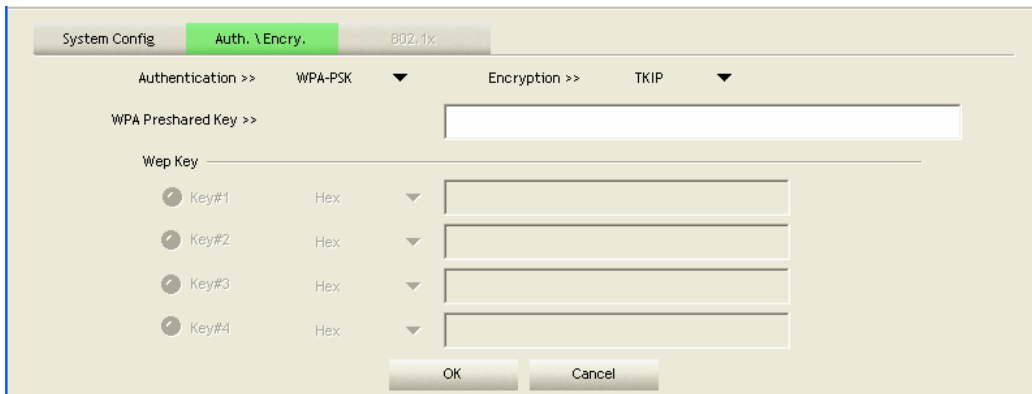 System Config Auth. \ Encry. 802.1x
Authentication >> WPA-PSK Encryption >> TKIP
WPA Preshared Key >>
Wep Key
Key#1 Hex
Key#2 Hex
Key#3 Hex
Key#4 Hex
OK Cancel